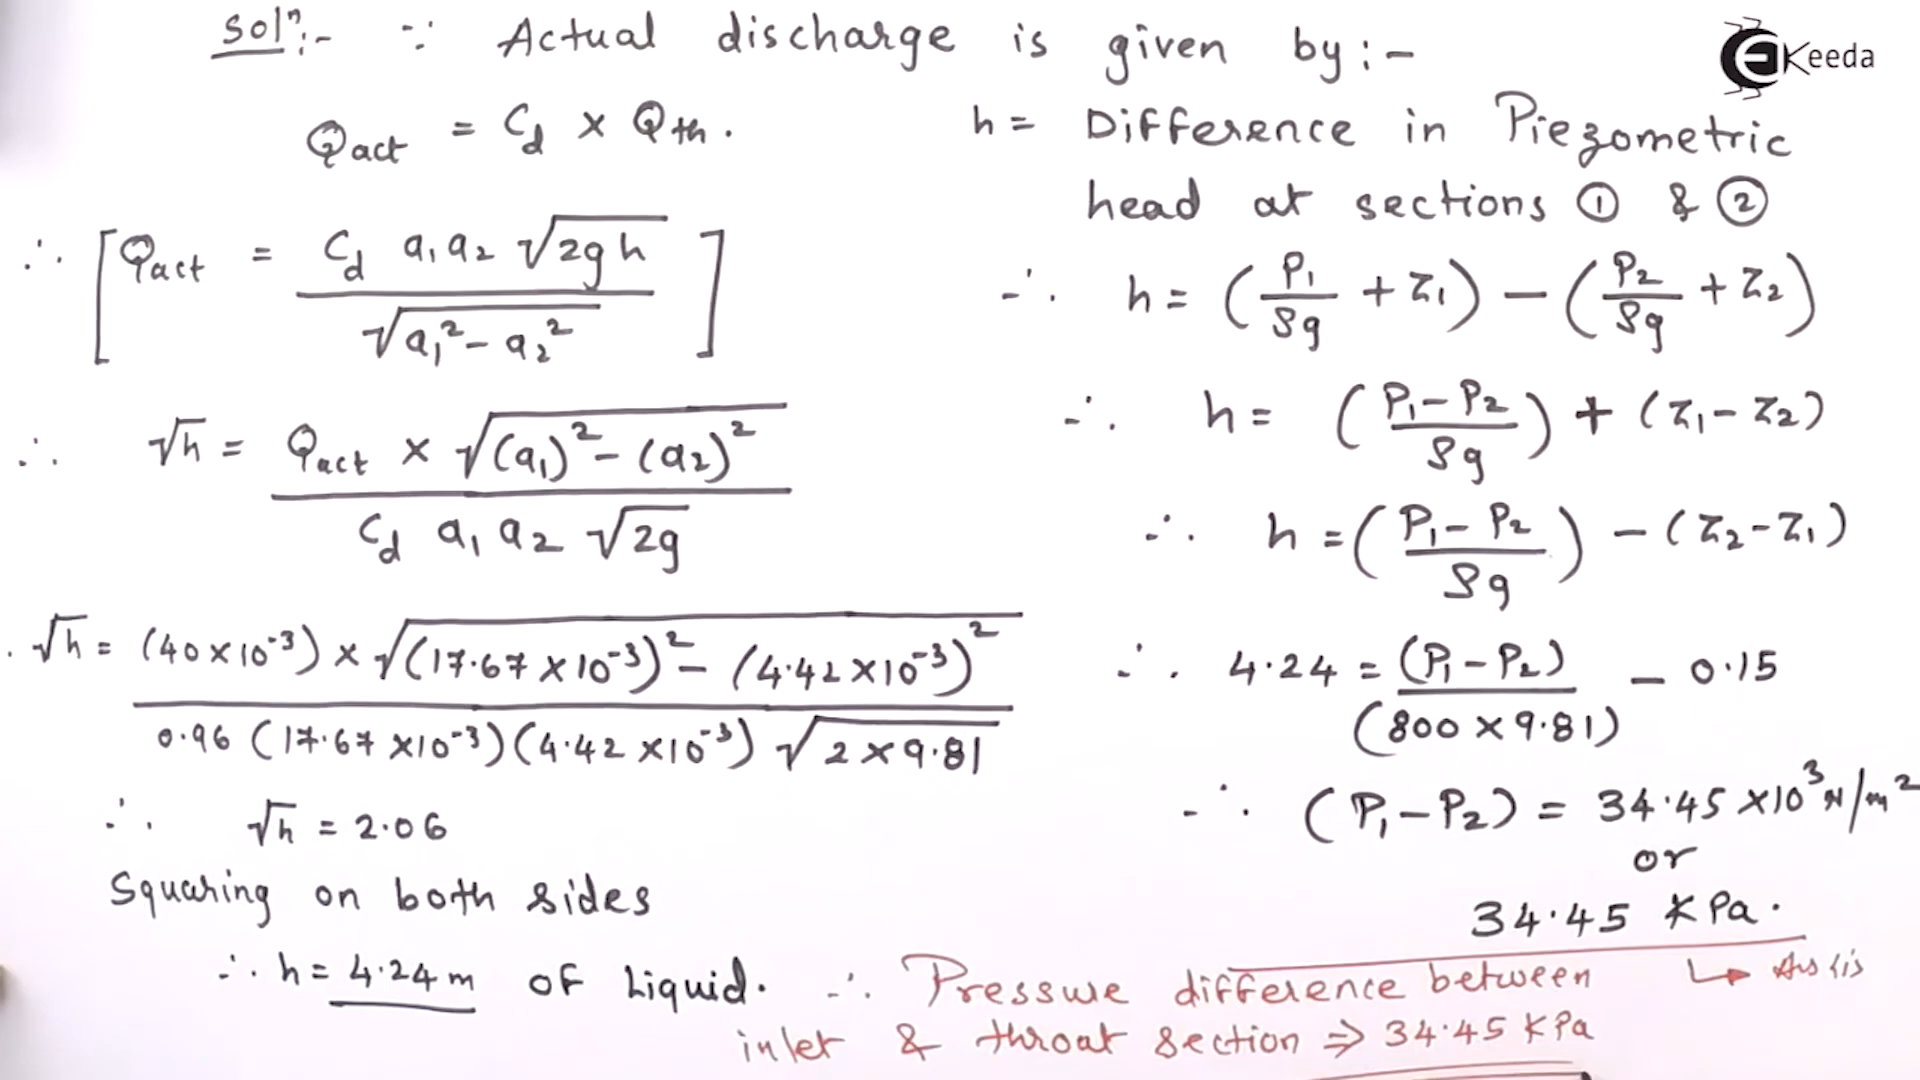 Solⁿ:- ∵ Actual discharge is given by:-
EKeeda
Qact = Cd × Qth.
∴ [Qact = Cd a₁ a₂ √2gh / √a₁² - a₂²]
∴ √h = Qact × √(a₁)² - (a₂)² / Cd a₁ a₂ √2g
. √h = (40×10⁻³) × √(17.67×10⁻³)² - (4.42×10⁻³)² / 0.96 (17.67×10⁻³)(4.42×10⁻³) √2×9.81
∴ √h = 2.06
Squaring on both sides
∴ h = 4.24 m of Liquid.
h = Difference in Piezometric
head at sections ① & ②
∴ h = (P₁/ρg + Z₁) - (P₂/ρg + Z₂)
∴ h = (P₁-P₂/ρg) + (Z₁-Z₂)
∴ h = (P₁-P₂/ρg) - (Z₂-Z₁)
∴ 4.24 = (P₁-P₂)/(800×9.81) - 0.15
∴ (P₁-P₂) = 34.45×10³ N/m²
or
34.45 KPa.
↳ Ans
∴ Pressure difference between
inlet & throat section ⇒ 34.45 KPa